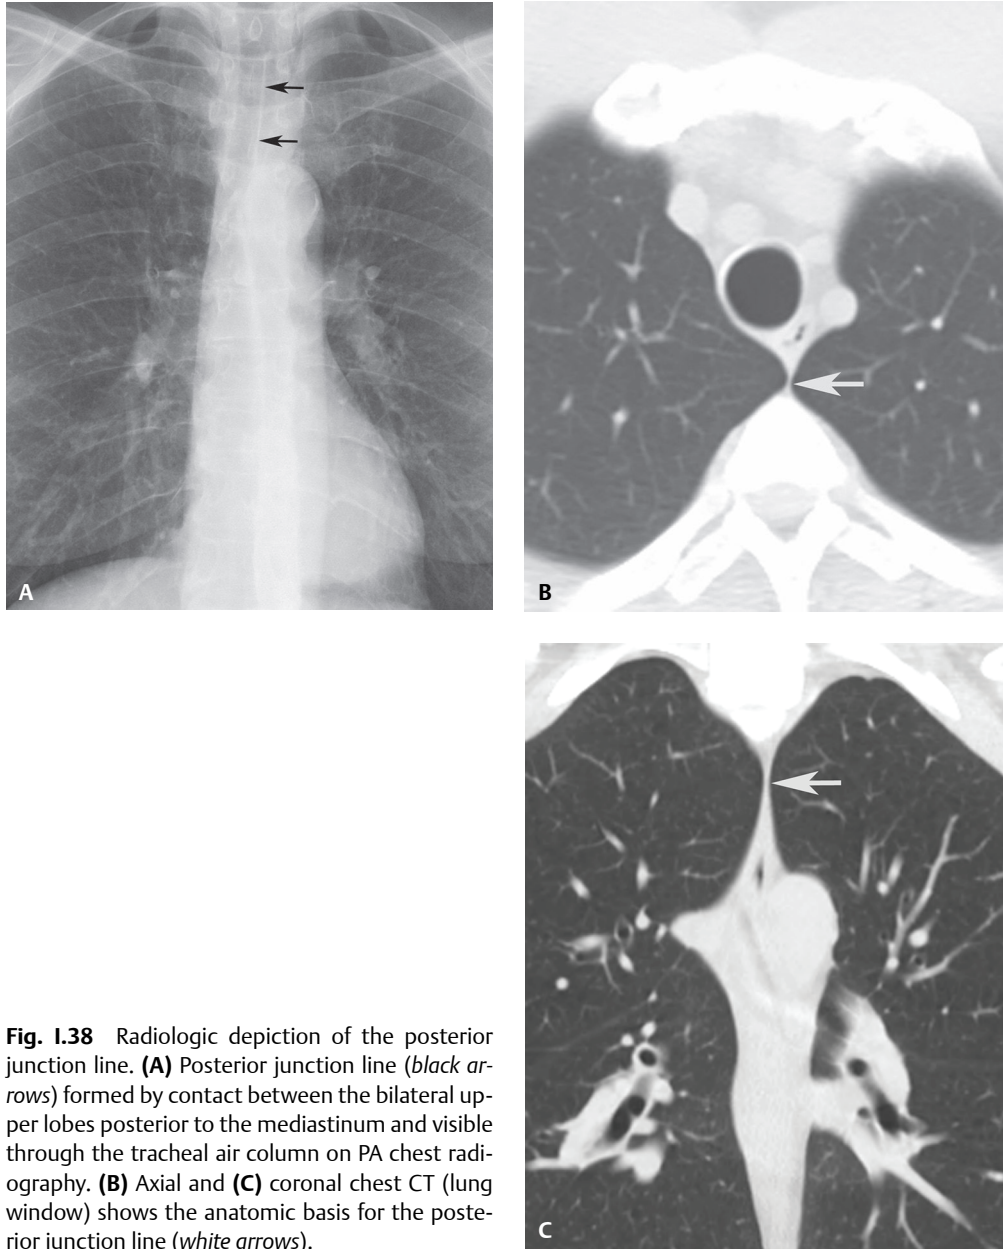 A
B
C
Fig. I.38 Radiologic depiction of the posterior
junction line. (A) Posterior junction line (black ar-
rows) formed by contact between the bilateral up-
per lobes posterior to the mediastinum and visible
through the tracheal air column on PA chest radi-
ography. (B) Axial and (C) coronal chest CT (lung
window) shows the anatomic basis for the poste-
rior junction line (white arrows).